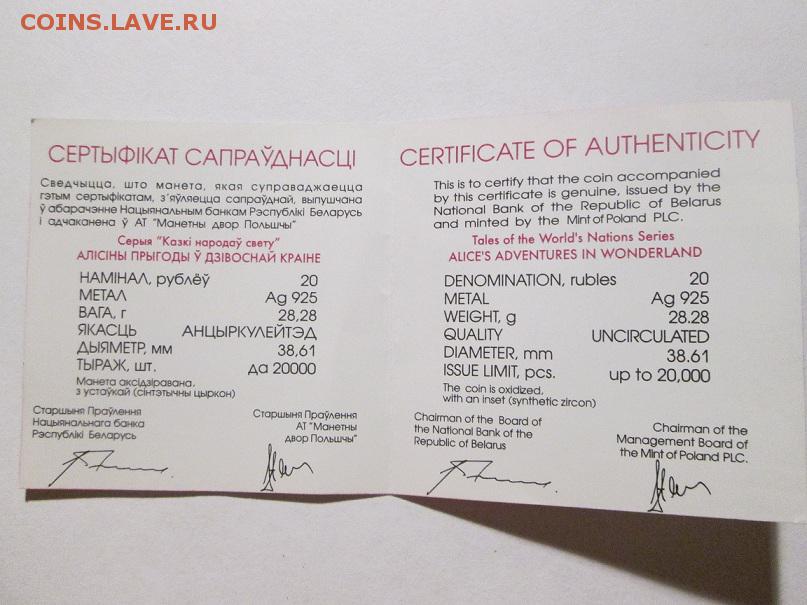 COINS.LAVE.RU
СЕРТЫФІКАТ САПРАЎДНАСЦІ
Сведчыцца, што манета, якая суправаджаецца
гэтым сертыфікатам, з’яўляецца сапраўднай, выпушчана
ў абарачэнне Нацыянальным банкам Рэспублікі Беларусь
і адчаканена ў АТ "Манетны двор Польшчы"
Серыя "Казкі народаў свету"
АЛІСІНЫ ПРЫГОДЫ Ў ДЗІВОСНАЙ КРАІНЕ
НАМІНАЛ, рублёў 20
МЕТАЛ Ag 925
ВАГА, г 28,28
ЯКАСЦЬ АНЦЫРКУЛЕЙТЭД
ДЫЯМЕТР, мм 38,61
ТЫРАЖ, шт. да 20000
Манета аксідзіравана,
з устаўкай (сінтэтычны цыркон)
Старшыня Праўлення
Нацыянальнага банка
Рэспублікі Беларусь
Старшыня Праўлення
АТ "Манетны
двор Польшчы"
CERTIFICATE OF AUTHENTICITY
This is to certify that the coin accompanied
by this certificate is genuine, issued by the
National Bank of the Republic of Belarus
and minted by the Mint of Poland PLC.
Tales of the World's Nations Series
ALICE'S ADVENTURES IN WONDERLAND
DENOMINATION, rubles 20
METAL Ag 925
WEIGHT, g 28.28
QUALITY UNCIRCULATED
DIAMETER, mm 38.61
ISSUE LIMIT, pcs. up to 20,000
The coin is oxidized,
with an inset (synthetic zircon)
Chairman of the Board of
the National Bank of the
Republic of Belarus
Chairman of the
Management Board of
the Mint of Poland PLC.